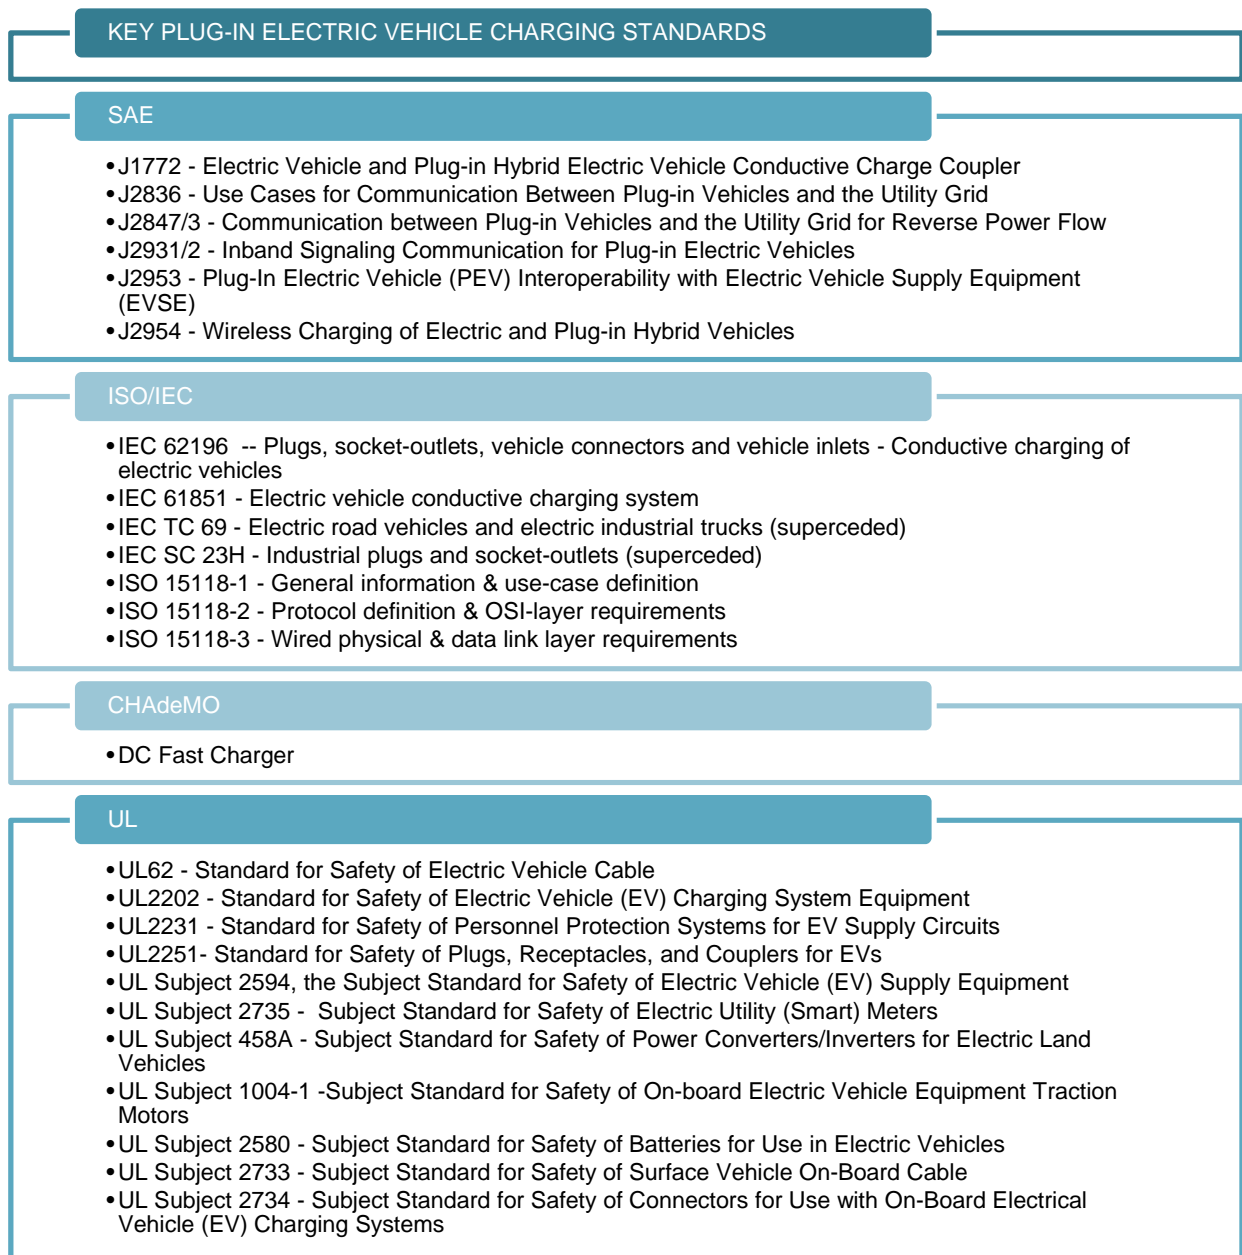 KEY PLUG-IN ELECTRIC VEHICLE CHARGING STANDARDS
SAE
•J1772 - Electric Vehicle and Plug-in Hybrid Electric Vehicle Conductive Charge Coupler
•J2836 - Use Cases for Communication Between Plug-in Vehicles and the Utility Grid
•J2847/3 - Communication between Plug-in Vehicles and the Utility Grid for Reverse Power Flow
•J2931/2 - Inband Signaling Communication for Plug-in Electric Vehicles
•J2953 - Plug-In Electric Vehicle (PEV) Interoperability with Electric Vehicle Supply Equipment
(EVSE)
•J2954 - Wireless Charging of Electric and Plug-in Hybrid Vehicles
ISO/IEC
•IEC 62196 -- Plugs, socket-outlets, vehicle connectors and vehicle inlets - Conductive charging of
electric vehicles
•IEC 61851 - Electric vehicle conductive charging system
•IEC TC 69 - Electric road vehicles and electric industrial trucks (superceded)
•IEC SC 23H - Industrial plugs and socket-outlets (superceded)
•ISO 15118-1 - General information & use-case definition
•ISO 15118-2 - Protocol definition & OSI-layer requirements
•ISO 15118-3 - Wired physical & data link layer requirements
CHAdeMO
•DC Fast Charger
UL
•UL62 - Standard for Safety of Electric Vehicle Cable
•UL2202 - Standard for Safety of Electric Vehicle (EV) Charging System Equipment
•UL2231 - Standard for Safety of Personnel Protection Systems for EV Supply Circuits
•UL2251- Standard for Safety of Plugs, Receptacles, and Couplers for EVs
•UL Subject 2594, the Subject Standard for Safety of Electric Vehicle (EV) Supply Equipment
•UL Subject 2735 - Subject Standard for Safety of Electric Utility (Smart) Meters
•UL Subject 458A - Subject Standard for Safety of Power Converters/Inverters for Electric Land
Vehicles
•UL Subject 1004-1 -Subject Standard for Safety of On-board Electric Vehicle Equipment Traction
Motors
•UL Subject 2580 - Subject Standard for Safety of Batteries for Use in Electric Vehicles
•UL Subject 2733 - Subject Standard for Safety of Surface Vehicle On-Board Cable
•UL Subject 2734 - Subject Standard for Safety of Connectors for Use with On-Board Electrical
Vehicle (EV) Charging Systems